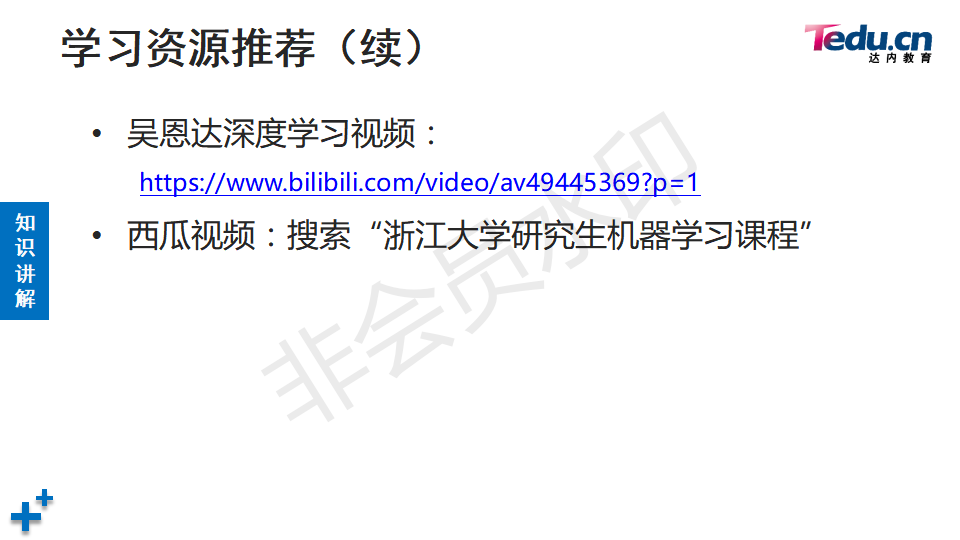 学习资源推荐（续）
Tedu.cn
达内教育
• 吴恩达深度学习视频：
https://www.bilibili.com/video/av49445369?p=1
• 西瓜视频：搜索“浙江大学研究生机器学习课程”
知识讲解
非会员水印